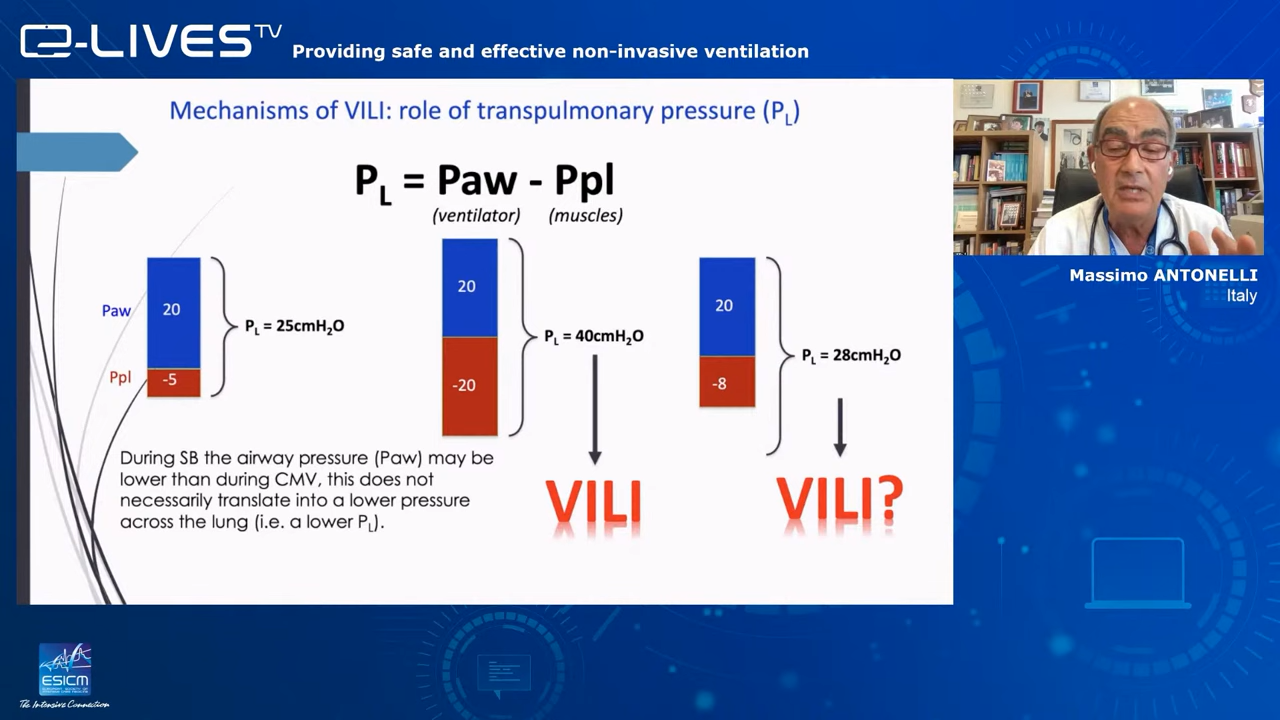 e-LIVES TV
Providing safe and effective non-invasive ventilation
Mechanisms of VILI: role of transpulmonary pressure (PL)
PL = Paw - Ppl
(ventilator) (muscles)
Paw
20
Ppl
-5
PL = 25cmH2O
20
-20
PL = 40cmH2O
VILI
20
-8
PL = 28cmH2O
VILI?
During SB the airway pressure (Paw) may be
lower than during CMV, this does not
necessarily translate into a lower pressure
across the lung (i.e. a lower PL).
Massimo ANTONELLI
Italy
ESICM
The Intensive Connection